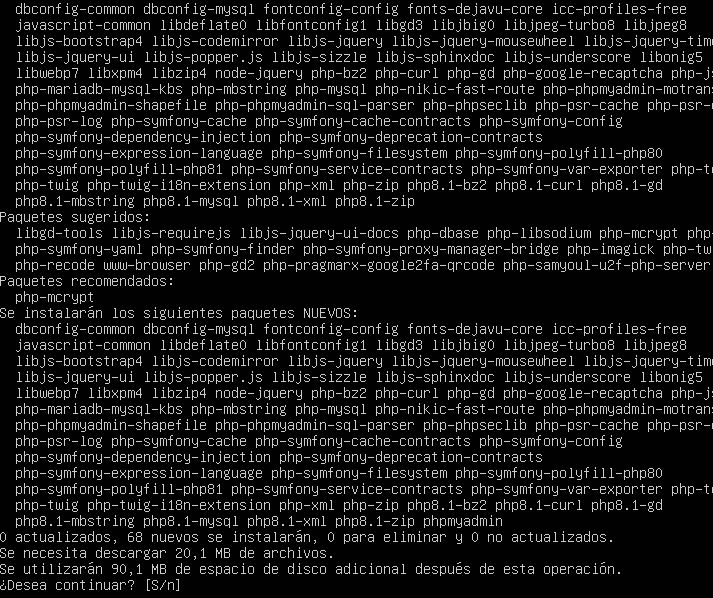 dbconfig-common dbconfig-mysql fontconfig-config fonts-dejavu-core icc-profiles-free
javascript-common libdeflate0 libfontconfig1 libgd3 libjbig0 libjpeg-turbo8 libjpeg8
libjs-bootstrap4 libjs-codemirror libjs-jquery libjs-jquery-mousewheel libjs-jquery-tim
libjs-jquery-ui libjs-popper.js libjs-sizzle libjs-sphinxdoc libjs-underscore libonig5
libwebp7 libxpm4 libzip4 node-jquery php-bz2 php-curl php-gd php-google-recaptcha php-js
php-mariadb-mysql-kbs php-mbstring php-mysql php-nikic-fast-route php-phpmyadmin-motran
php-phpmyadmin-shapefile php-phpmyadmin-sql-parser php-phpseclib php-psr-cache php-psr-c
php-psr-log php-symfony-cache php-symfony-cache-contracts php-symfony-config
php-symfony-dependency-injection php-symfony-deprecation-contracts
php-symfony-expression-language php-symfony-filesystem php-symfony-polyfill-php80
php-symfony-polyfill-php81 php-symfony-service-contracts php-symfony-var-exporter php-t
php-twig php-twig-i18n-extension php-xml php-zip php8.1-bz2 php8.1-curl php8.1-gd
php8.1-mbstring php8.1-mysql php8.1-xml php8.1-zip
Paquetes sugeridos:
libgd-tools libjs-requirejs libjs-jquery-ui-docs php-dbase php-libsodium php-mcrypt php-
php-symfony-yaml php-symfony-finder php-symfony-proxy-manager-bridge php-imagick php-tw
php-recode www-browser php-gd2 php-pragmarx-google2fa-qrcode php-samyoul-u2f-php-server
Paquetes recomendados:
php-mcrypt
Se instalarán los siguientes paquetes NUEVOS:
dbconfig-common dbconfig-mysql fontconfig-config fonts-dejavu-core icc-profiles-free
javascript-common libdeflate0 libfontconfig1 libgd3 libjbig0 libjpeg-turbo8 libjpeg8
libjs-bootstrap4 libjs-codemirror libjs-jquery libjs-jquery-mousewheel libjs-jquery-tim
libjs-jquery-ui libjs-popper.js libjs-sizzle libjs-sphinxdoc libjs-underscore libonig5
libwebp7 libxpm4 libzip4 node-jquery php-bz2 php-curl php-gd php-google-recaptcha php-js
php-mariadb-mysql-kbs php-mbstring php-mysql php-nikic-fast-route php-phpmyadmin-motran
php-phpmyadmin-shapefile php-phpmyadmin-sql-parser php-phpseclib php-psr-cache php-psr-c
php-psr-log php-symfony-cache php-symfony-cache-contracts php-symfony-config
php-symfony-dependency-injection php-symfony-deprecation-contracts
php-symfony-expression-language php-symfony-filesystem php-symfony-polyfill-php80
php-symfony-polyfill-php81 php-symfony-service-contracts php-symfony-var-exporter php-t
php-twig php-twig-i18n-extension php-xml php-zip php8.1-bz2 php8.1-curl php8.1-gd
php8.1-mbstring php8.1-mysql php8.1-xml php8.1-zip phpmyadmin
0 actualizados, 68 nuevos se instalarán, 0 para eliminar y 0 no actualizados.
Se necesita descargar 20,1 MB de archivos.
Se utilizarán 90,1 MB de espacio de disco adicional después de esta operación.
¿Desea continuar? [S/n]